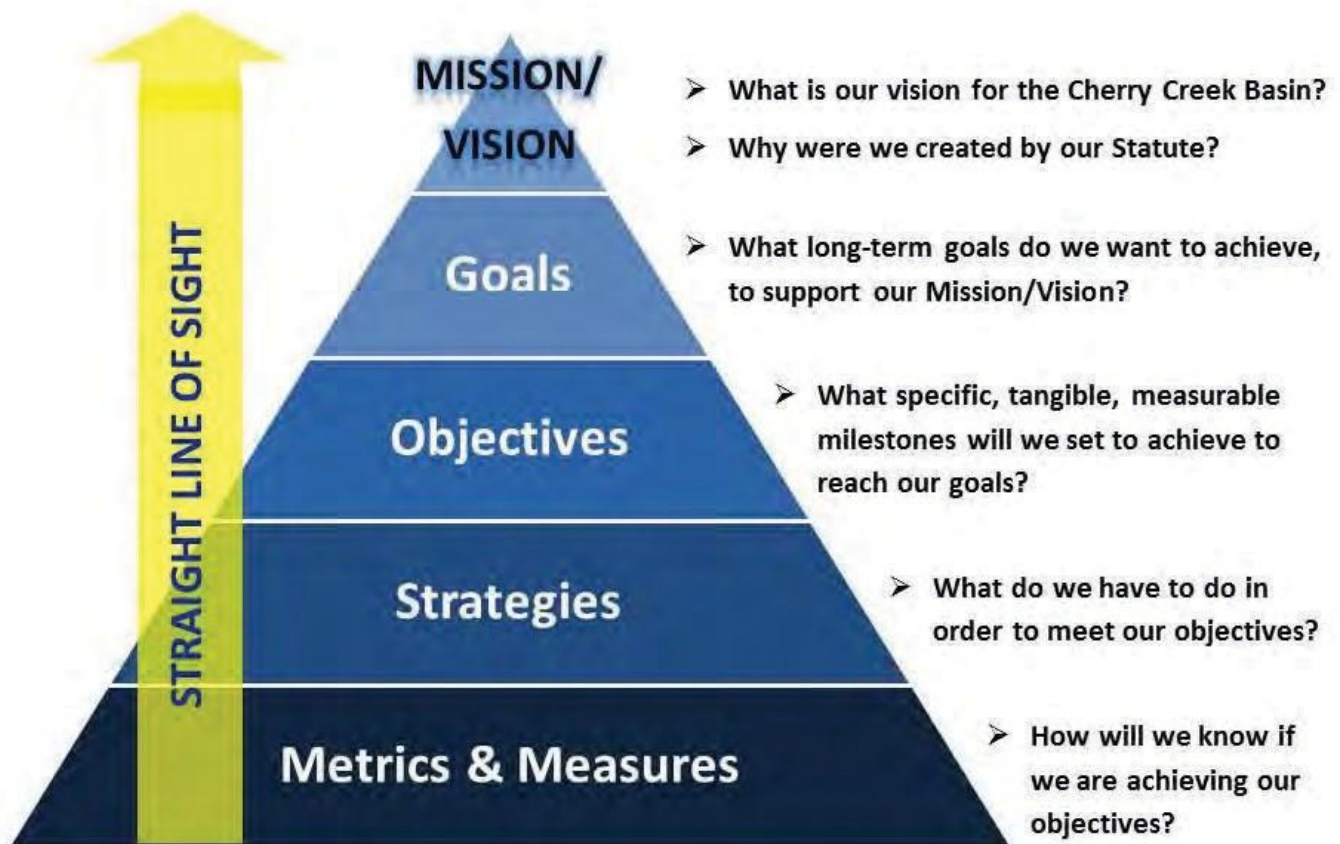 STRAIGHT LINE OF SIGHT
MISSION/
VISION
➢ What is our vision for the Cherry Creek Basin?
➢ Why were we created by our Statute?
Goals
➢ What long-term goals do we want to achieve,
to support our Mission/Vision?
Objectives
➢ What specific, tangible, measurable
milestones will we set to achieve to
reach our goals?
Strategies
➢ What do we have to do in
order to meet our objectives?
Metrics & Measures
➢ How will we know if
we are achieving our
objectives?